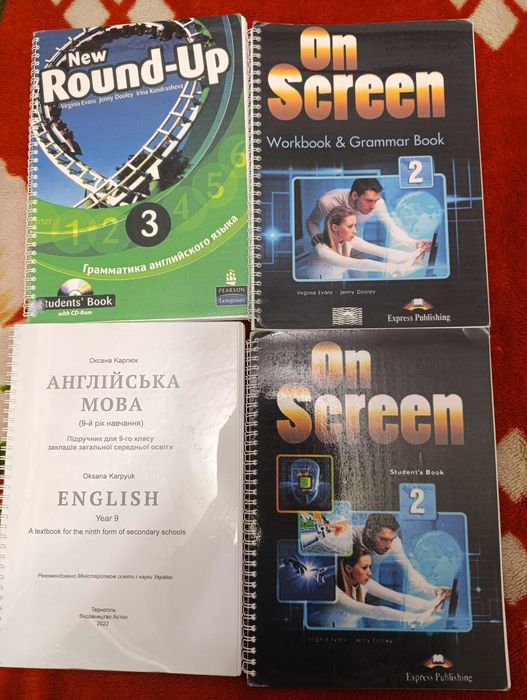 New
Round-Up
Virginia Evans Jenny Dooley Irina Kondrasheva
1 2 3 4 5 6
Грамматика английского языка
Students' Book
with CD-Rom
PEARSON
Longman
On
Screen
Workbook & Grammar Book
2
Virginia Evans - Jenny Dooley
Express Publishing
Оксана Карпюк
АНГЛІЙСЬКА
МОВА
(9-й рік навчання)
Підручник для 9-го класу
закладів загальної середньої освіти
Oksana Karpyuk
ENGLISH
Year 9
A textbook for the ninth form of secondary schools
Рекомендовано Міністерством освіти і науки України
Тернопіль
Видавництво Астон
2022
On
Screen
Student's Book
2
Virginia Evans - Jenny Dooley
Express Publishing